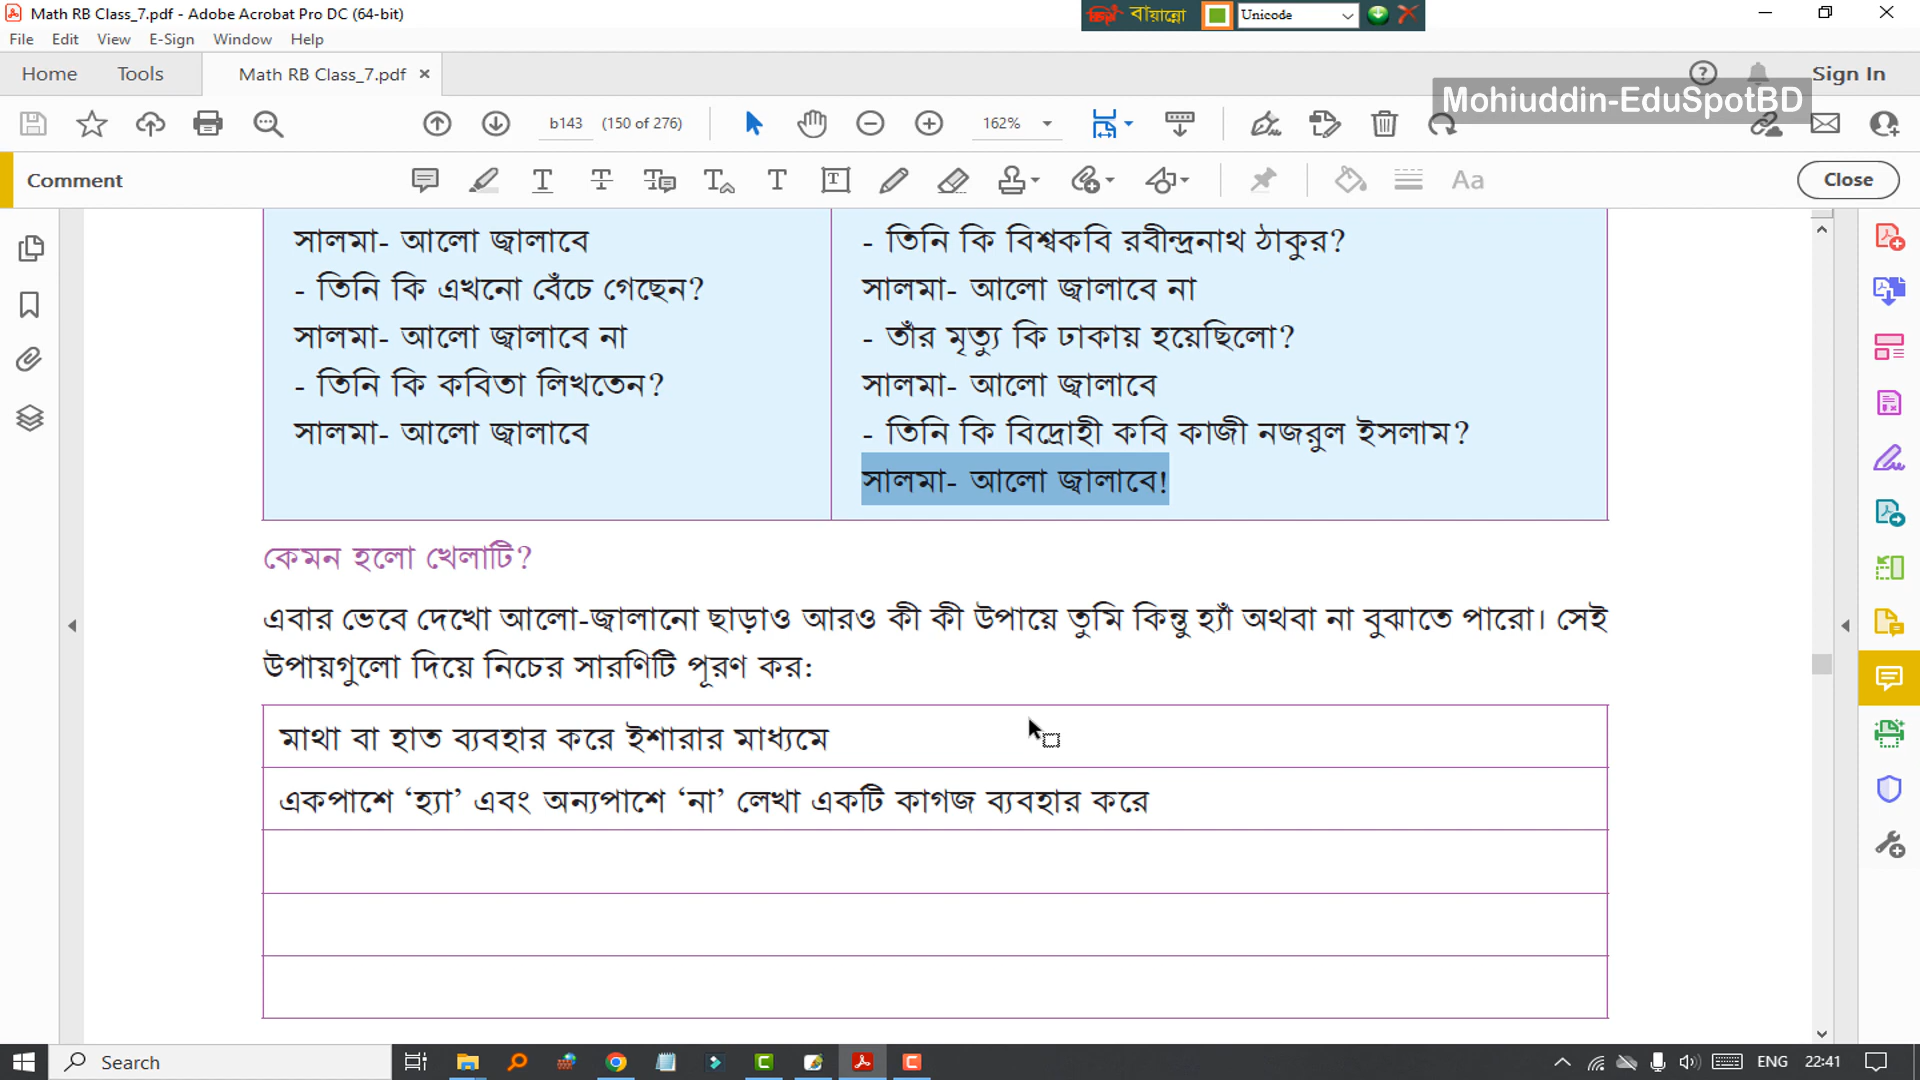 Math RB Class_7.pdf - Adobe Acrobat Pro DC (64-bit)
বায়ান্নো
Unicode
File Edit View E-Sign Window Help
Home Tools Math RB Class_7.pdf × Sign In
Mohiuddin-EduSpotBD
b143 (150 of 276) 162%
Comment Close
সালমা- আলো জ্বালাবে
- তিনি কি এখনো বেঁচে গেছেন?
সালমা- আলো জ্বালাবে না
- তিনি কি কবিতা লিখতেন?
সালমা- আলো জ্বালাবে
- তিনি কি বিশ্বকবি রবীন্দ্রনাথ ঠাকুর?
সালমা- আলো জ্বালাবে না
- তাঁর মৃত্যু কি ঢাকায় হয়েছিলো?
সালমা- আলো জ্বালাবে
- তিনি কি বিদ্রোহী কবি কাজী নজরুল ইসলাম?
সালমা- আলো জ্বালাবে!
কেমন হলো খেলাটি?
এবার ভেবে দেখো আলো-জ্বালানো ছাড়াও আরও কী কী উপায়ে তুমি কিন্তু হ্যাঁ অথবা না বুঝাতে পারো। সেই
উপায়গুলো দিয়ে নিচের সারণিটি পূরণ কর:
মাথা বা হাত ব্যবহার করে ইশারার মাধ্যমে
একপাশে ‘হ্যা’ এবং অন্যপাশে ‘না’ লেখা একটি কাগজ ব্যবহার করে
Search
ENG 22:41